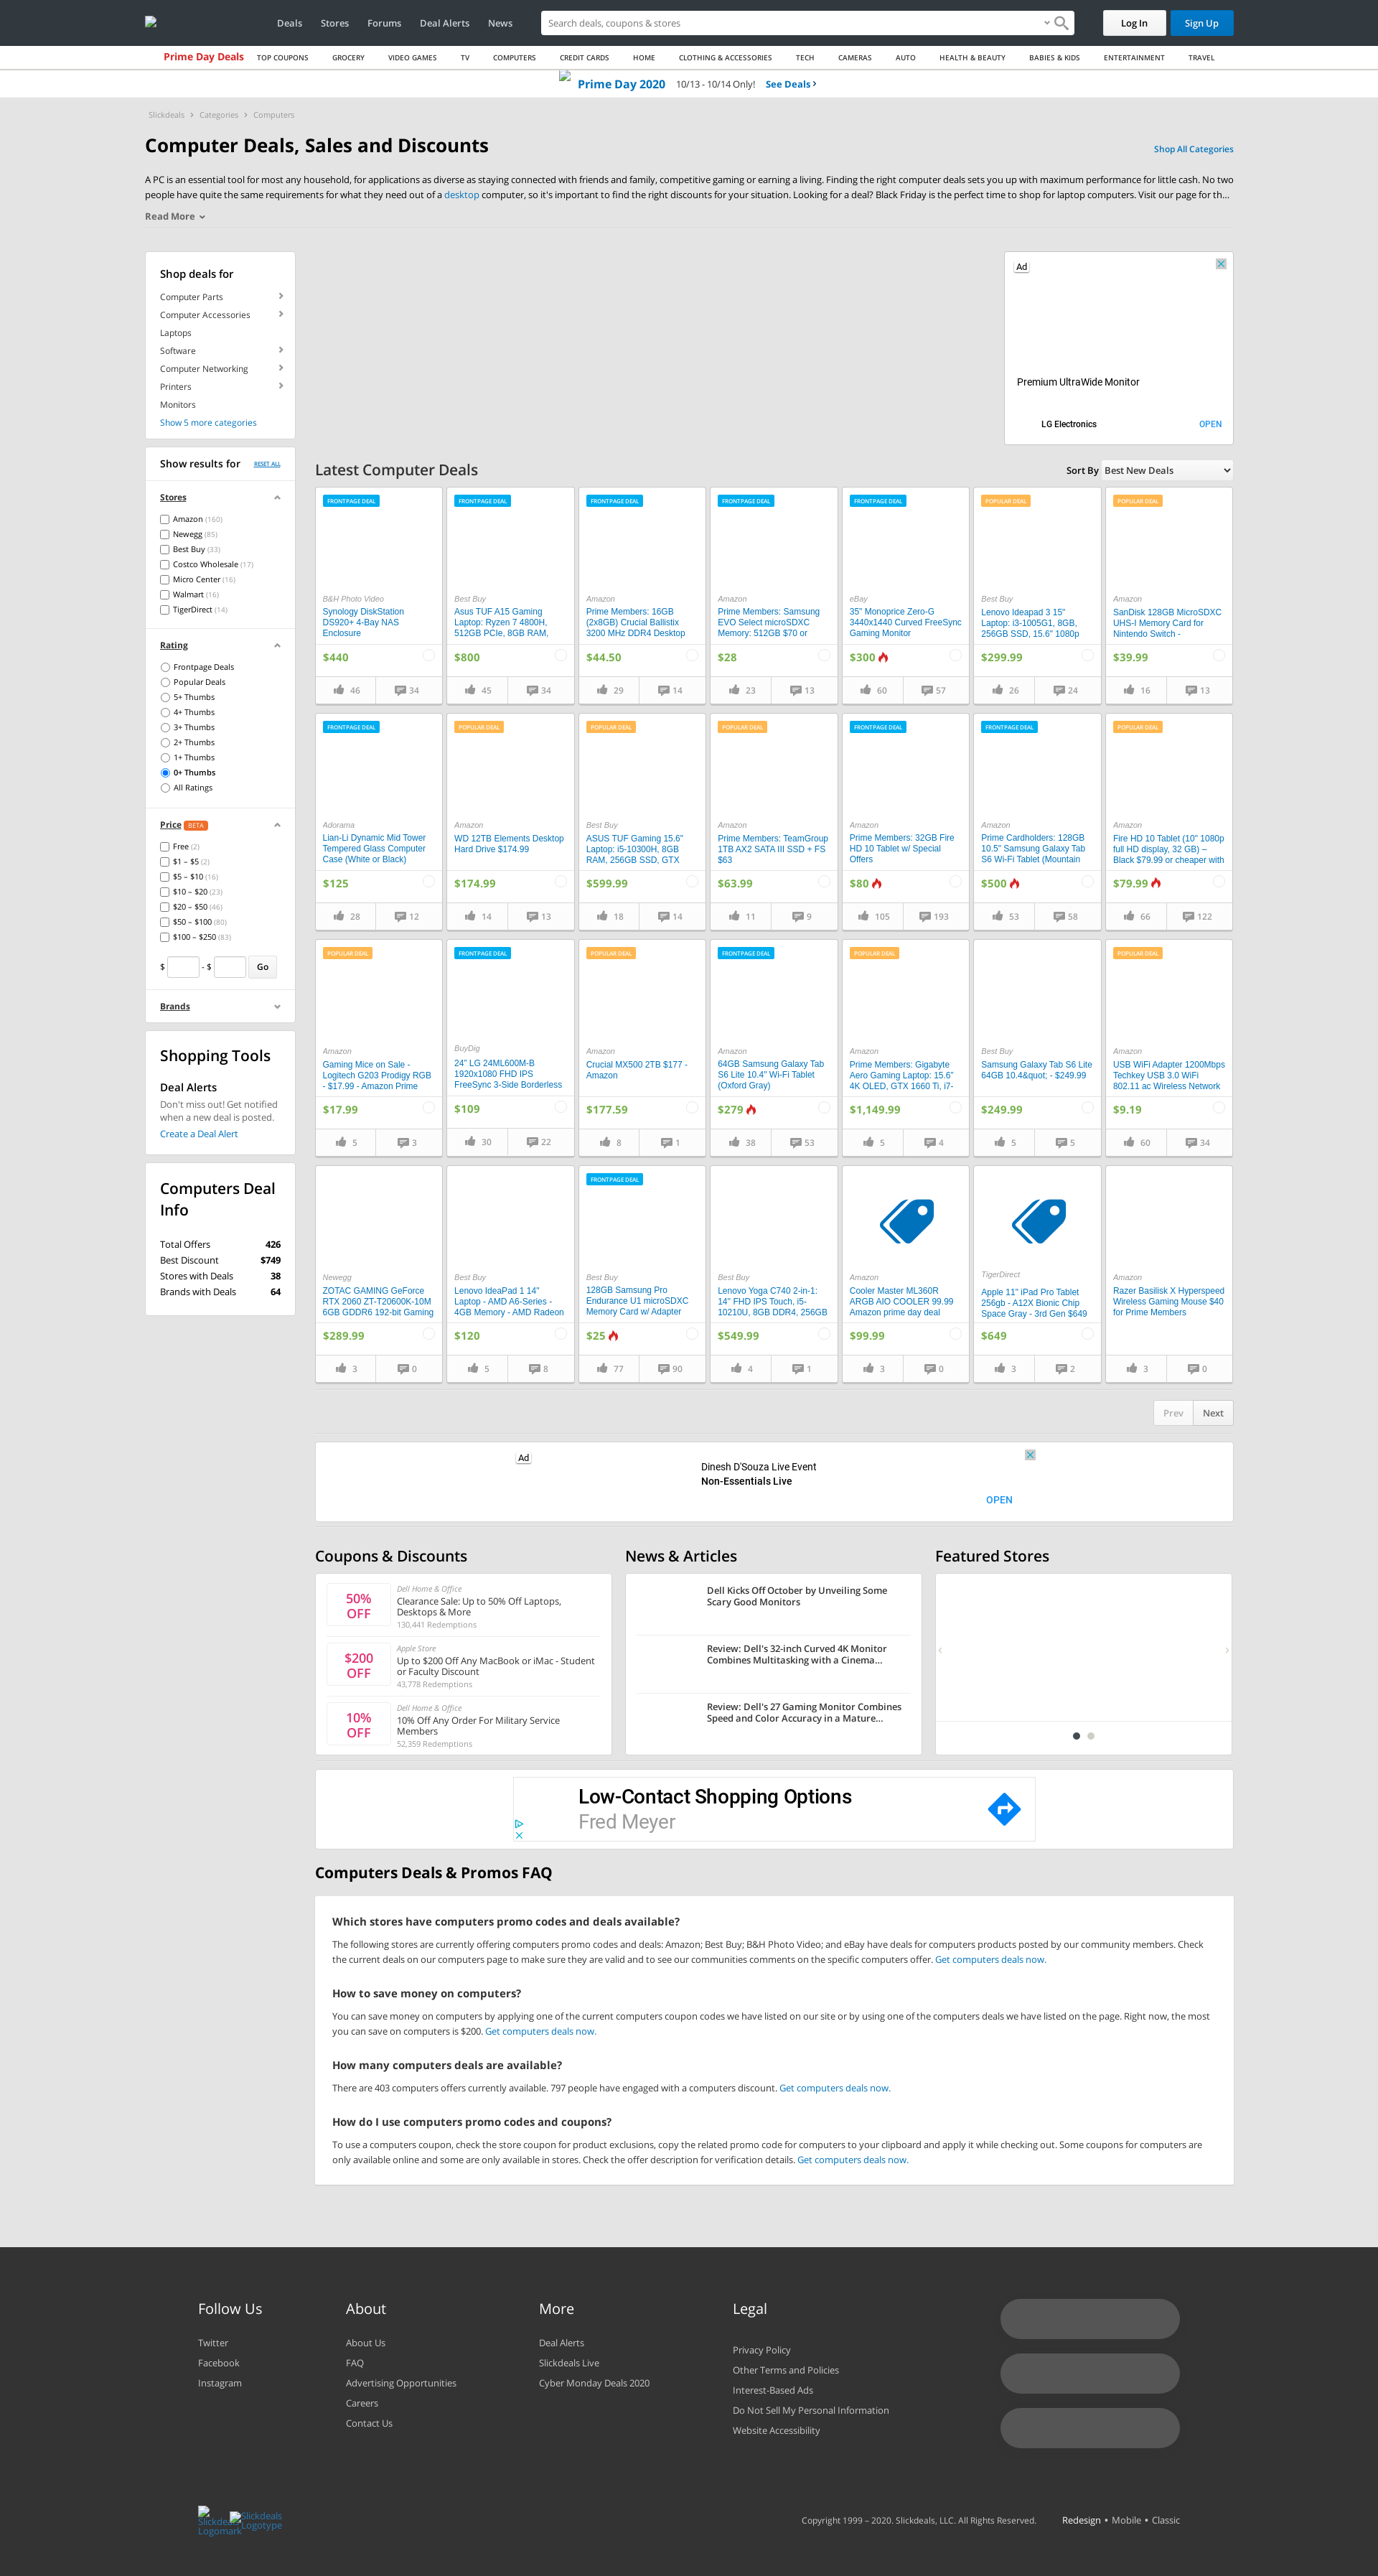 Deals Stores Forums Deal Alerts News
Search deals, coupons & stores
Log In
Sign Up
Prime Day Deals TOP COUPONS GROCERY VIDEO GAMES TV COMPUTERS CREDIT CARDS HOME CLOTHING & ACCESSORIES TECH CAMERAS AUTO HEALTH & BEAUTY BABIES & KIDS ENTERTAINMENT TRAVEL
Prime Day 2020 10/13 - 10/14 Only! See Deals
Slickdeals Categories Computers
Computer Deals, Sales and Discounts
Shop All Categories
A PC is an essential tool for most any household, for applications as diverse as staying connected with friends and family, competitive gaming or earning a living. Finding the right computer deals sets you up with maximum performance for little cash. No two
people have quite the same requirements for what they need out of a desktop computer, so it's important to find the right discounts for your situation. Looking for a deal? Black Friday is the perfect time to shop for laptop computers. Visit our page for th...
Read More
Shop deals for
Computer Parts
Computer Accessories
Laptops
Software
Computer Networking
Printers
Monitors
Show 5 more categories
Ad
Premium UltraWide Monitor
LG Electronics OPEN
Show results for RESET ALL
Stores
Amazon (160)
Newegg (85)
Best Buy (33)
Costco Wholesale (17)
Micro Center (16)
Walmart (16)
TigerDirect (14)
Rating
Frontpage Deals
Popular Deals
5+ Thumbs
4+ Thumbs
3+ Thumbs
2+ Thumbs
1+ Thumbs
0+ Thumbs
All Ratings
Price BETA
Free (2)
$1 – $5 (2)
$5 – $10 (16)
$10 – $20 (23)
$20 – $50 (46)
$50 – $100 (80)
$100 – $250 (83)
$ - $ Go
Brands
Shopping Tools
Deal Alerts
Don't miss out! Get notified
when a new deal is posted.
Create a Deal Alert
Computers Deal
Info
Total Offers 426
Best Discount $749
Stores with Deals 38
Brands with Deals 64
Latest Computer Deals
Sort By Best New Deals
FRONTPAGE DEAL
B&H Photo Video
Synology DiskStation
DS920+ 4-Bay NAS
Enclosure
$440
46 34
FRONTPAGE DEAL
Best Buy
Asus TUF A15 Gaming
Laptop: Ryzen 7 4800H,
512GB PCIe, 8GB RAM,
$800
45 34
FRONTPAGE DEAL
Amazon
Prime Members: 16GB
(2x8GB) Crucial Ballistix
3200 MHz DDR4 Desktop
$44.50
29 14
FRONTPAGE DEAL
Amazon
Prime Members: Samsung
EVO Select microSDXC
Memory: 512GB $70 or
$28
23 13
FRONTPAGE DEAL
eBay
35" Monoprice Zero-G
3440x1440 Curved FreeSync
Gaming Monitor
$300
60 57
POPULAR DEAL
Best Buy
Lenovo Ideapad 3 15"
Laptop: i3-1005G1, 8GB,
256GB SSD, 15.6" 1080p
$299.99
26 24
POPULAR DEAL
Amazon
SanDisk 128GB MicroSDXC
UHS-I Memory Card for
Nintendo Switch -
$39.99
16 13
FRONTPAGE DEAL
Adorama
Lian-Li Dynamic Mid Tower
Tempered Glass Computer
Case (White or Black)
$125
28 12
POPULAR DEAL
Amazon
WD 12TB Elements Desktop
Hard Drive $174.99
$174.99
14 13
POPULAR DEAL
Best Buy
ASUS TUF Gaming 15.6"
Laptop: i5-10300H, 8GB
RAM, 256GB SSD, GTX
$599.99
18 14
POPULAR DEAL
Amazon
Prime Members: TeamGroup
1TB AX2 SATA III SSD + FS
$63
$63.99
11 9
FRONTPAGE DEAL
Amazon
Prime Members: 32GB Fire
HD 10 Tablet w/ Special
Offers
$80
105 193
FRONTPAGE DEAL
Amazon
Prime Cardholders: 128GB
10.5" Samsung Galaxy Tab
S6 Wi-Fi Tablet (Mountain
$500
53 58
POPULAR DEAL
Amazon
Fire HD 10 Tablet (10" 1080p
full HD display, 32 GB) –
Black $79.99 or cheaper with
$79.99
66 122
POPULAR DEAL
Amazon
Gaming Mice on Sale -
Logitech G203 Prodigy RGB
- $17.99 - Amazon Prime
$17.99
5 3
FRONTPAGE DEAL
BuyDig
24" LG 24ML600M-B
1920x1080 FHD IPS
FreeSync 3-Side Borderless
$109
30 22
POPULAR DEAL
Amazon
Crucial MX500 2TB $177 -
Amazon
$177.59
8 1
FRONTPAGE DEAL
Amazon
64GB Samsung Galaxy Tab
S6 Lite 10.4" Wi-Fi Tablet
(Oxford Gray)
$279
38 53
POPULAR DEAL
Amazon
Prime Members: Gigabyte
Aero Gaming Laptop: 15.6"
4K OLED, GTX 1660 Ti, i7-
$1,149.99
5 4
Best Buy
Samsung Galaxy Tab S6 Lite
64GB 10.4&quot; - $249.99
$249.99
5 5
POPULAR DEAL
Amazon
USB WiFi Adapter 1200Mbps
Techkey USB 3.0 WiFi
802.11 ac Wireless Network
$9.19
60 34
Newegg
ZOTAC GAMING GeForce
RTX 2060 ZT-T20600K-10M
6GB GDDR6 192-bit Gaming
$289.99
3 0
Best Buy
Lenovo IdeaPad 1 14"
Laptop - AMD A6-Series -
4GB Memory - AMD Radeon
$120
5 8
FRONTPAGE DEAL
Best Buy
128GB Samsung Pro
Endurance U1 microSDXC
Memory Card w/ Adapter
$25
77 90
Best Buy
Lenovo Yoga C740 2-in-1:
14" FHD IPS Touch, i5-
10210U, 8GB DDR4, 256GB
$549.99
4 1
Amazon
Cooler Master ML360R
ARGB AIO COOLER 99.99
Amazon prime day deal
$99.99
3 0
TigerDirect
Apple 11" iPad Pro Tablet
256gb - A12X Bionic Chip
Space Gray - 3rd Gen $649
$649
3 2
Amazon
Razer Basilisk X Hyperspeed
Wireless Gaming Mouse $40
for Prime Members
3 0
Prev Next
Ad
Dinesh D'Souza Live Event
Non-Essentials Live
OPEN
Coupons & Discounts
50%
OFF
Dell Home & Office
Clearance Sale: Up to 50% Off Laptops,
Desktops & More
130,441 Redemptions
$200
OFF
Apple Store
Up to $200 Off Any MacBook or iMac - Student
or Faculty Discount
43,778 Redemptions
10%
OFF
Dell Home & Office
10% Off Any Order For Military Service
Members
52,359 Redemptions
News & Articles
Dell Kicks Off October by Unveiling Some
Scary Good Monitors
Review: Dell's 32-inch Curved 4K Monitor
Combines Multitasking with a Cinema...
Review: Dell's 27 Gaming Monitor Combines
Speed and Color Accuracy in a Mature...
Featured Stores
Low-Contact Shopping Options
Fred Meyer
Computers Deals & Promos FAQ
Which stores have computers promo codes and deals available?
The following stores are currently offering computers promo codes and deals: Amazon; Best Buy; B&H Photo Video; and eBay have deals for computers products posted by our community members. Check
the current deals on our computers page to make sure they are valid and to see our communities comments on the specific computers offer. Get computers deals now.
How to save money on computers?
You can save money on computers by applying one of the current computers coupon codes we have listed on our site or by using one of the computers deals we have listed on the page. Right now, the most
you can save on computers is $200. Get computers deals now.
How many computers deals are available?
There are 403 computers offers currently available. 797 people have engaged with a computers discount. Get computers deals now.
How do I use computers promo codes and coupons?
To use a computers coupon, check the store coupon for product exclusions, copy the related promo code for computers to your clipboard and apply it while checking out. Some coupons for computers are
only available online and some are only available in stores. Check the offer description for verification details. Get computers deals now.
Follow Us
Twitter
Facebook
Instagram
About
About Us
FAQ
Advertising Opportunities
Careers
Contact Us
More
Deal Alerts
Slickdeals Live
Cyber Monday Deals 2020
Legal
Privacy Policy
Other Terms and Policies
Interest-Based Ads
Do Not Sell My Personal Information
Website Accessibility
Slickdeals
Logomark
Slickdeals
Logotype
Copyright 1999 – 2020. Slickdeals, LLC. All Rights Reserved.
Redesign • Mobile • Classic